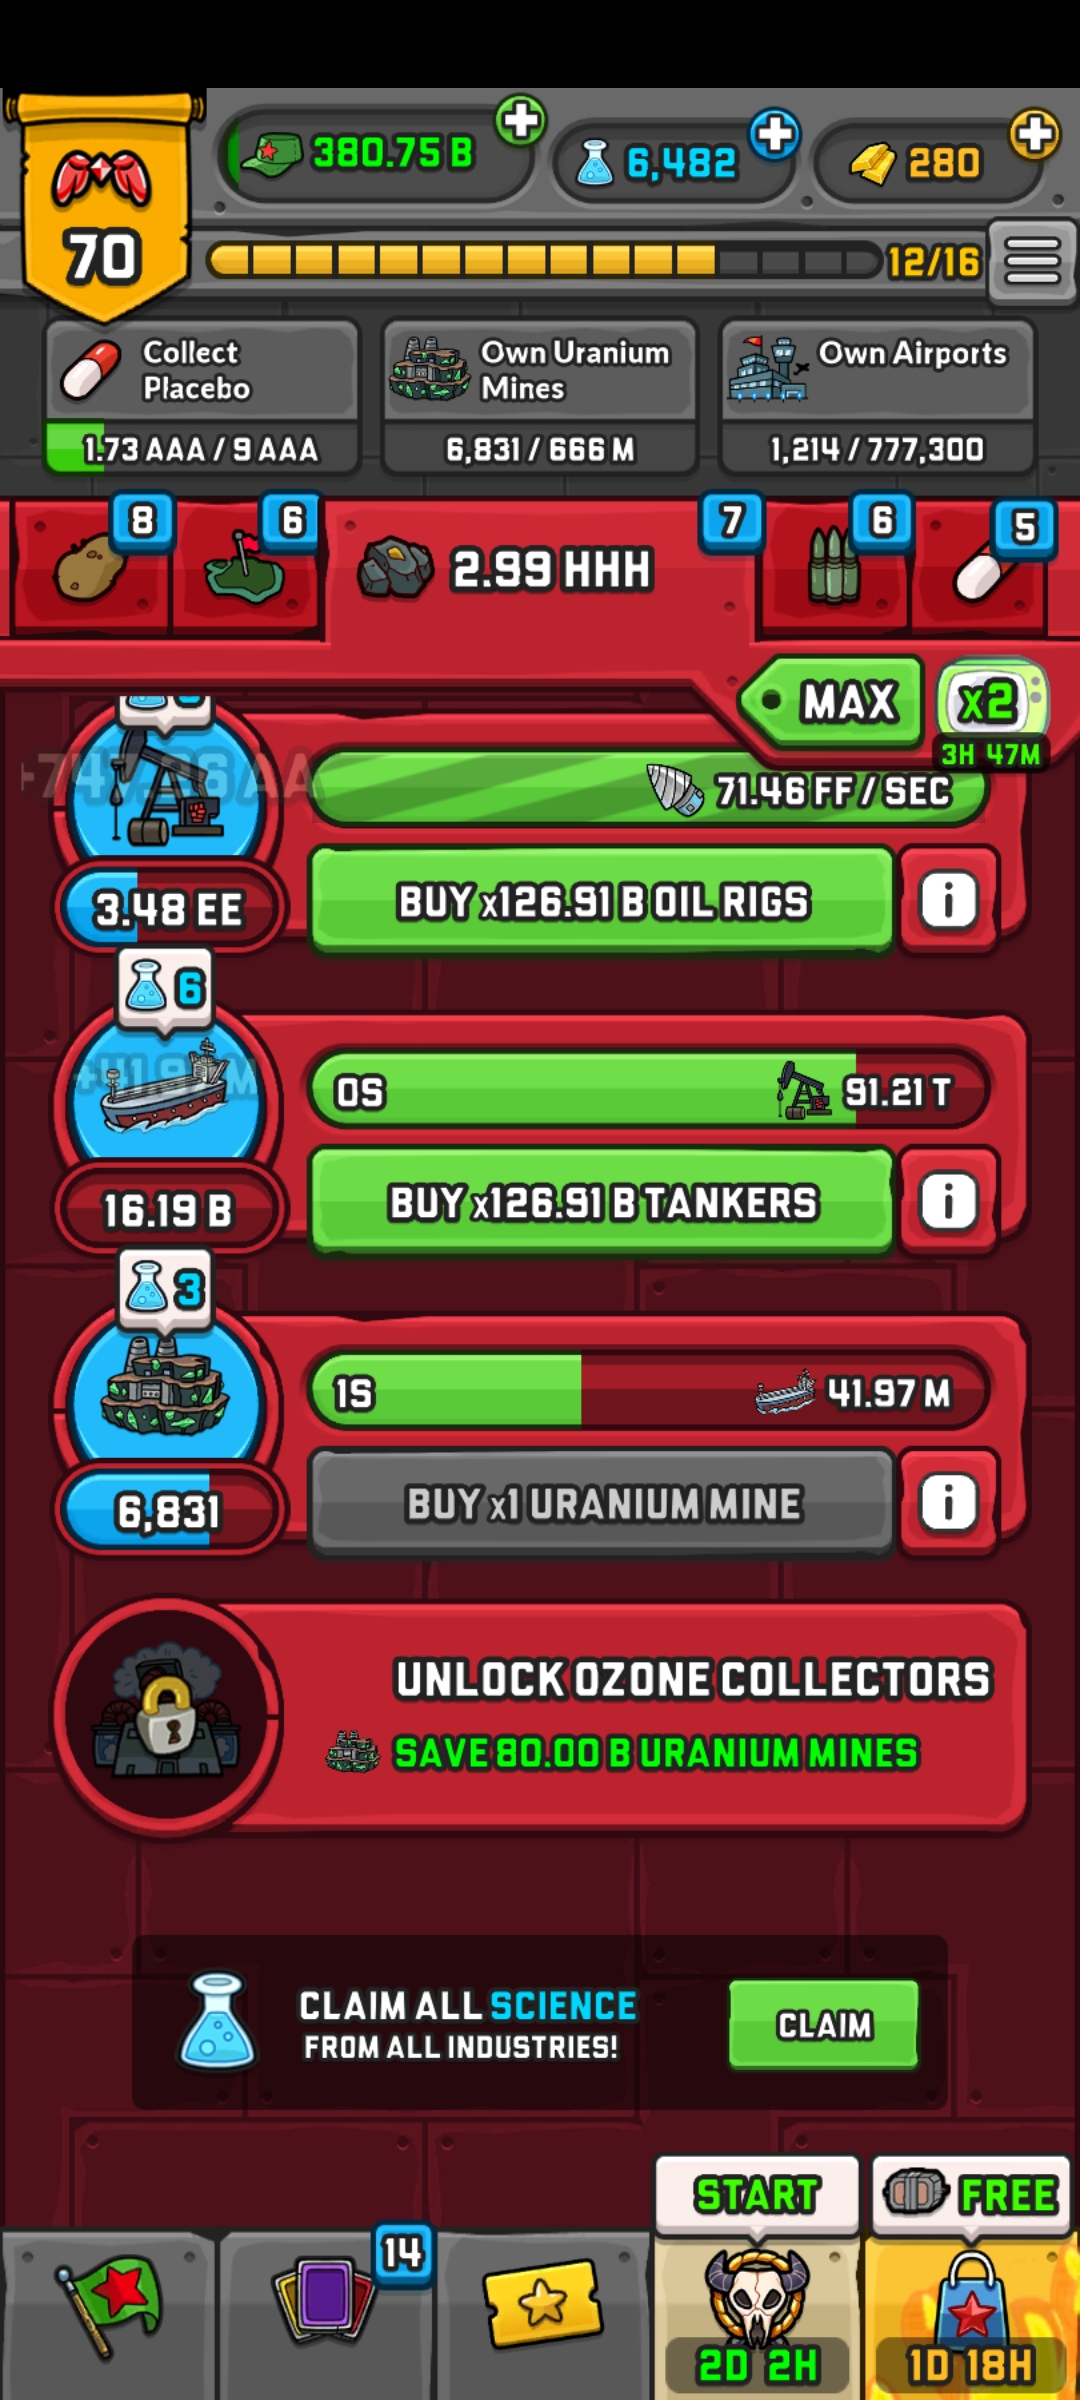 380.75 B
6,482
280
70
12/16
Collect
Placebo
1.73 AAA / 9 AAA
Own Uranium
Mines
6,831 / 666 M
Own Airports
1,214 / 777,300
8
6
2.99 HHH
7
6
5
MAX
x2
3H 47M
71.46 FF / SEC
3.48 EE
BUY x126.91 B OIL RIGS
i
6
0S
91.21 T
16.19 B
BUY x126.91 B TANKERS
i
3
1S
41.97 M
6,831
BUY x1 URANIUM MINE
i
UNLOCK OZONE COLLECTORS
SAVE 80.00 B URANIUM MINES
CLAIM ALL SCIENCE
FROM ALL INDUSTRIES!
CLAIM
START
FREE
14
2D 2H
1D 18H